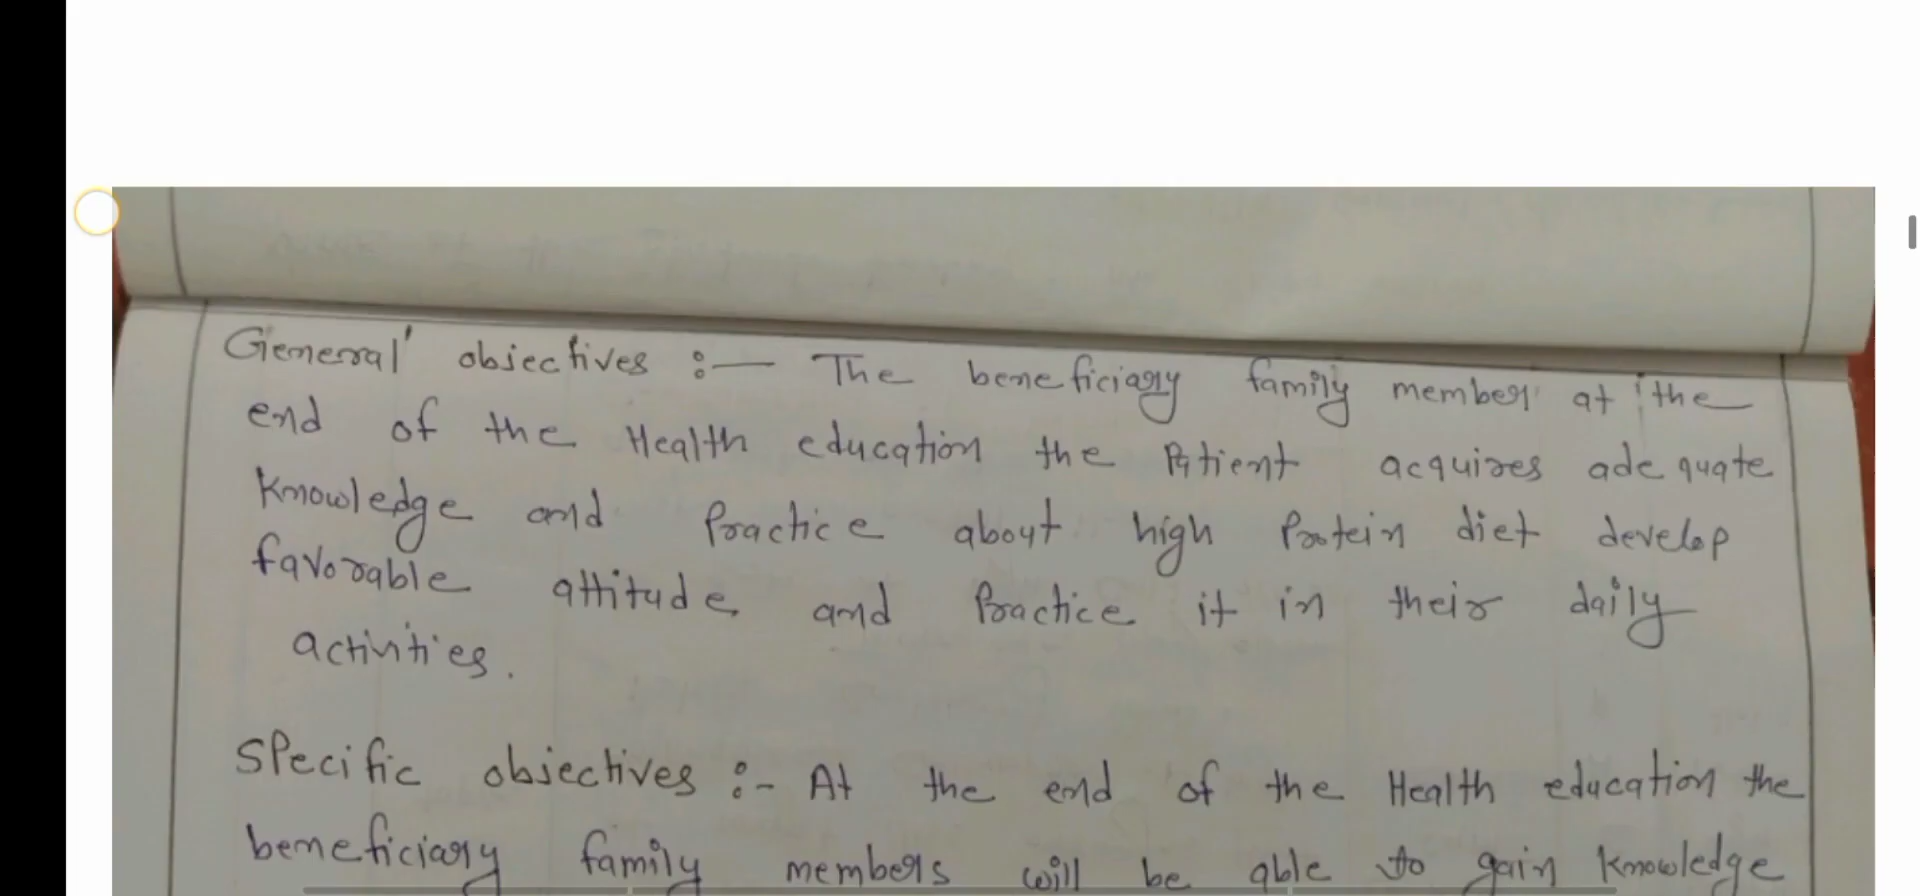 General objectives :— The beneficiary family member at the
end of the Health education the Patient acquires adequate
Knowledge and Practice about high Protein diet develop
favorable attitude and Practice it in their daily
activities.
Specific objectives :- At the end of the Health education the
beneficiary family members will be able to gain knowledge